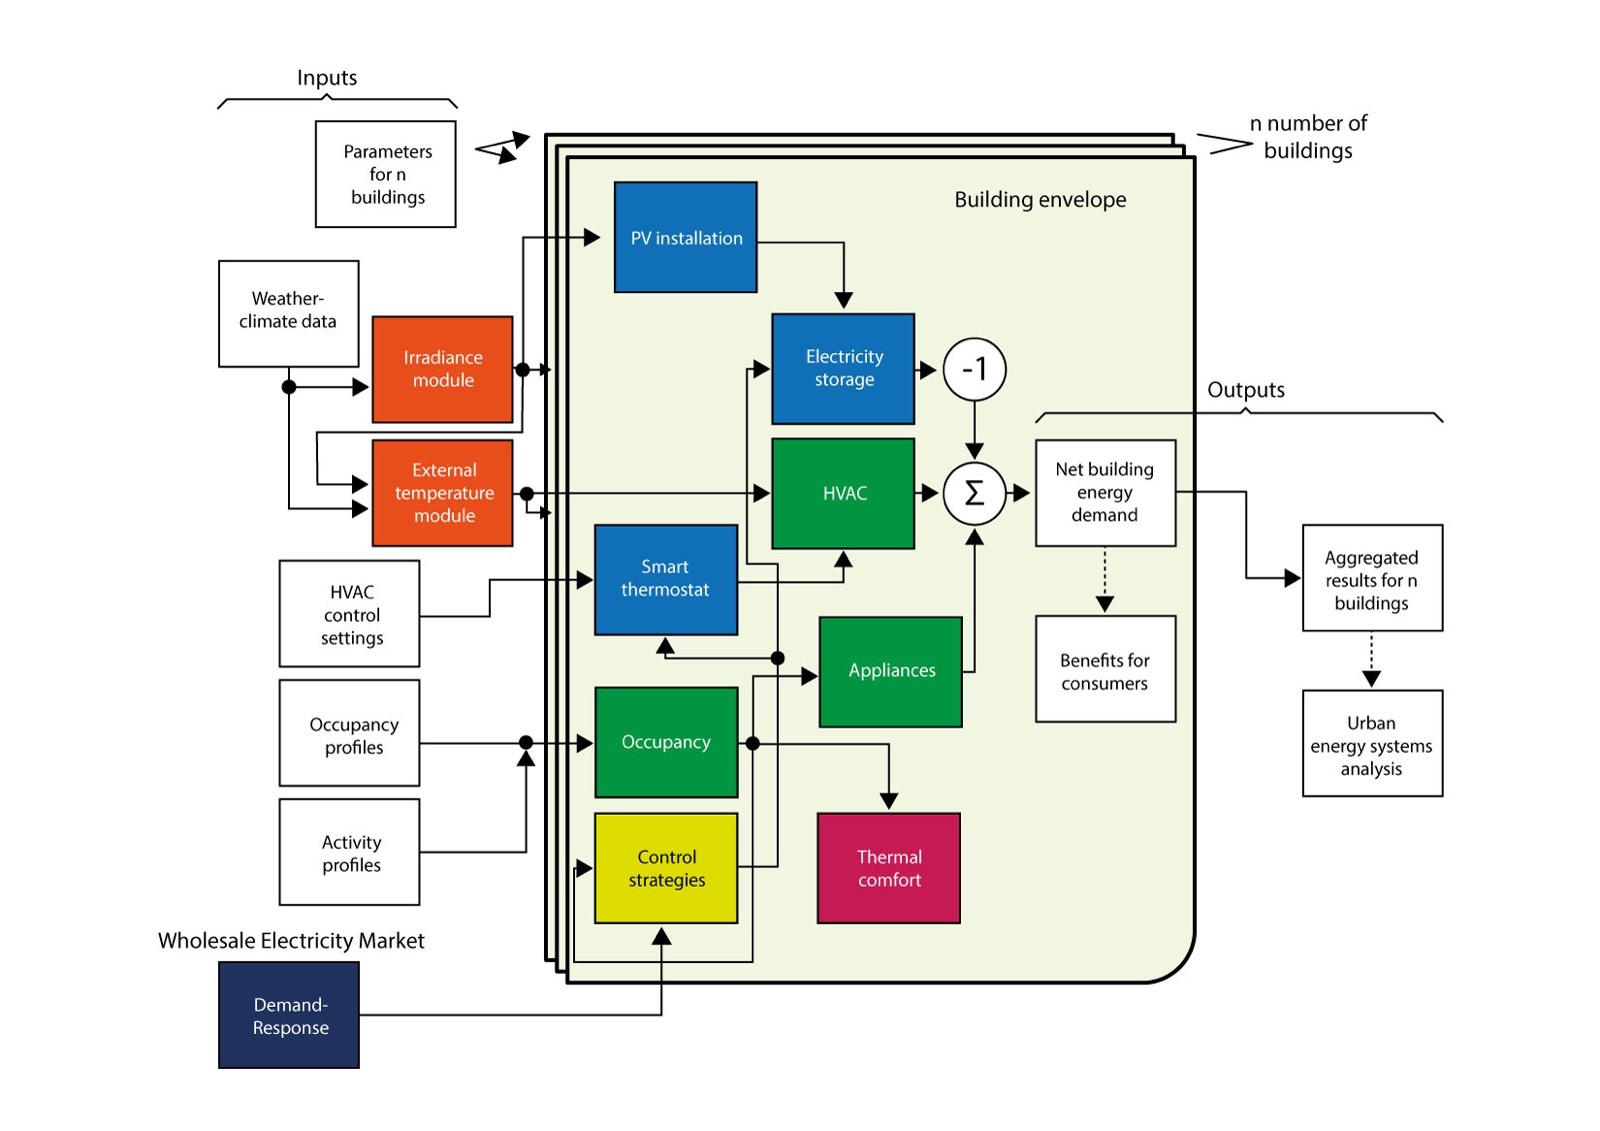 Inputs
Parameters
for n
buildings
n number of
buildings
Building envelope
PV installation
Weather-
climate data
Irradiance
module
Electricity
storage
-1
Outputs
External
temperature
module
HVAC
Σ
Net building
energy
demand
Smart
thermostat
HVAC
control
settings
Aggregated
results for n
buildings
Appliances
Benefits for
consumers
Occupancy
profiles
Occupancy
Urban
energy systems
analysis
Activity
profiles
Control
strategies
Thermal
comfort
Wholesale Electricity Market
Demand-
Response